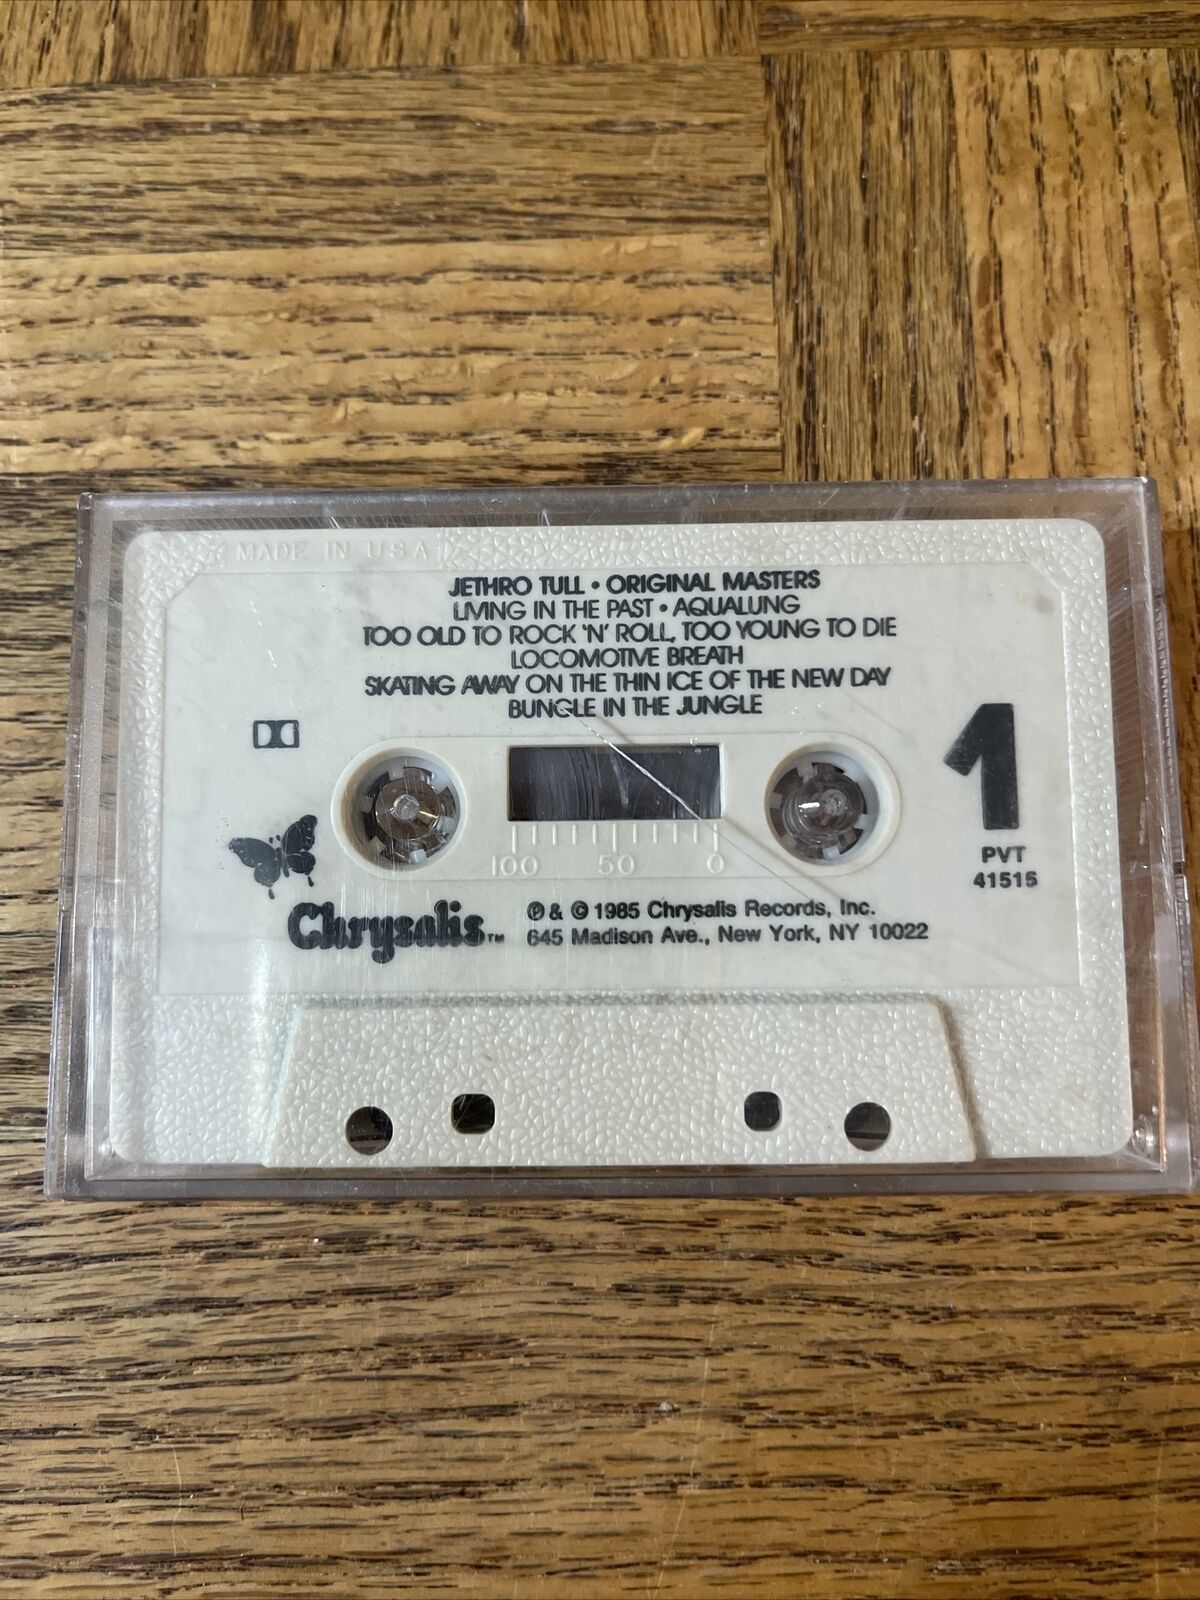 MADE IN USA
JETHRO TULL • ORIGINAL MASTERS
LIVING IN THE PAST • AQUALUNG
TOO OLD TO ROCK 'N' ROLL, TOO YOUNG TO DIE
LOCOMOTIVE BREATH
SKATING AWAY ON THE THIN ICE OF THE NEW DAY
BUNGLE IN THE JUNGLE
1
PVT
41515
100 50 0
Chrysalis™
℗ & © 1985 Chrysalis Records, Inc.
645 Madison Ave., New York, NY 10022